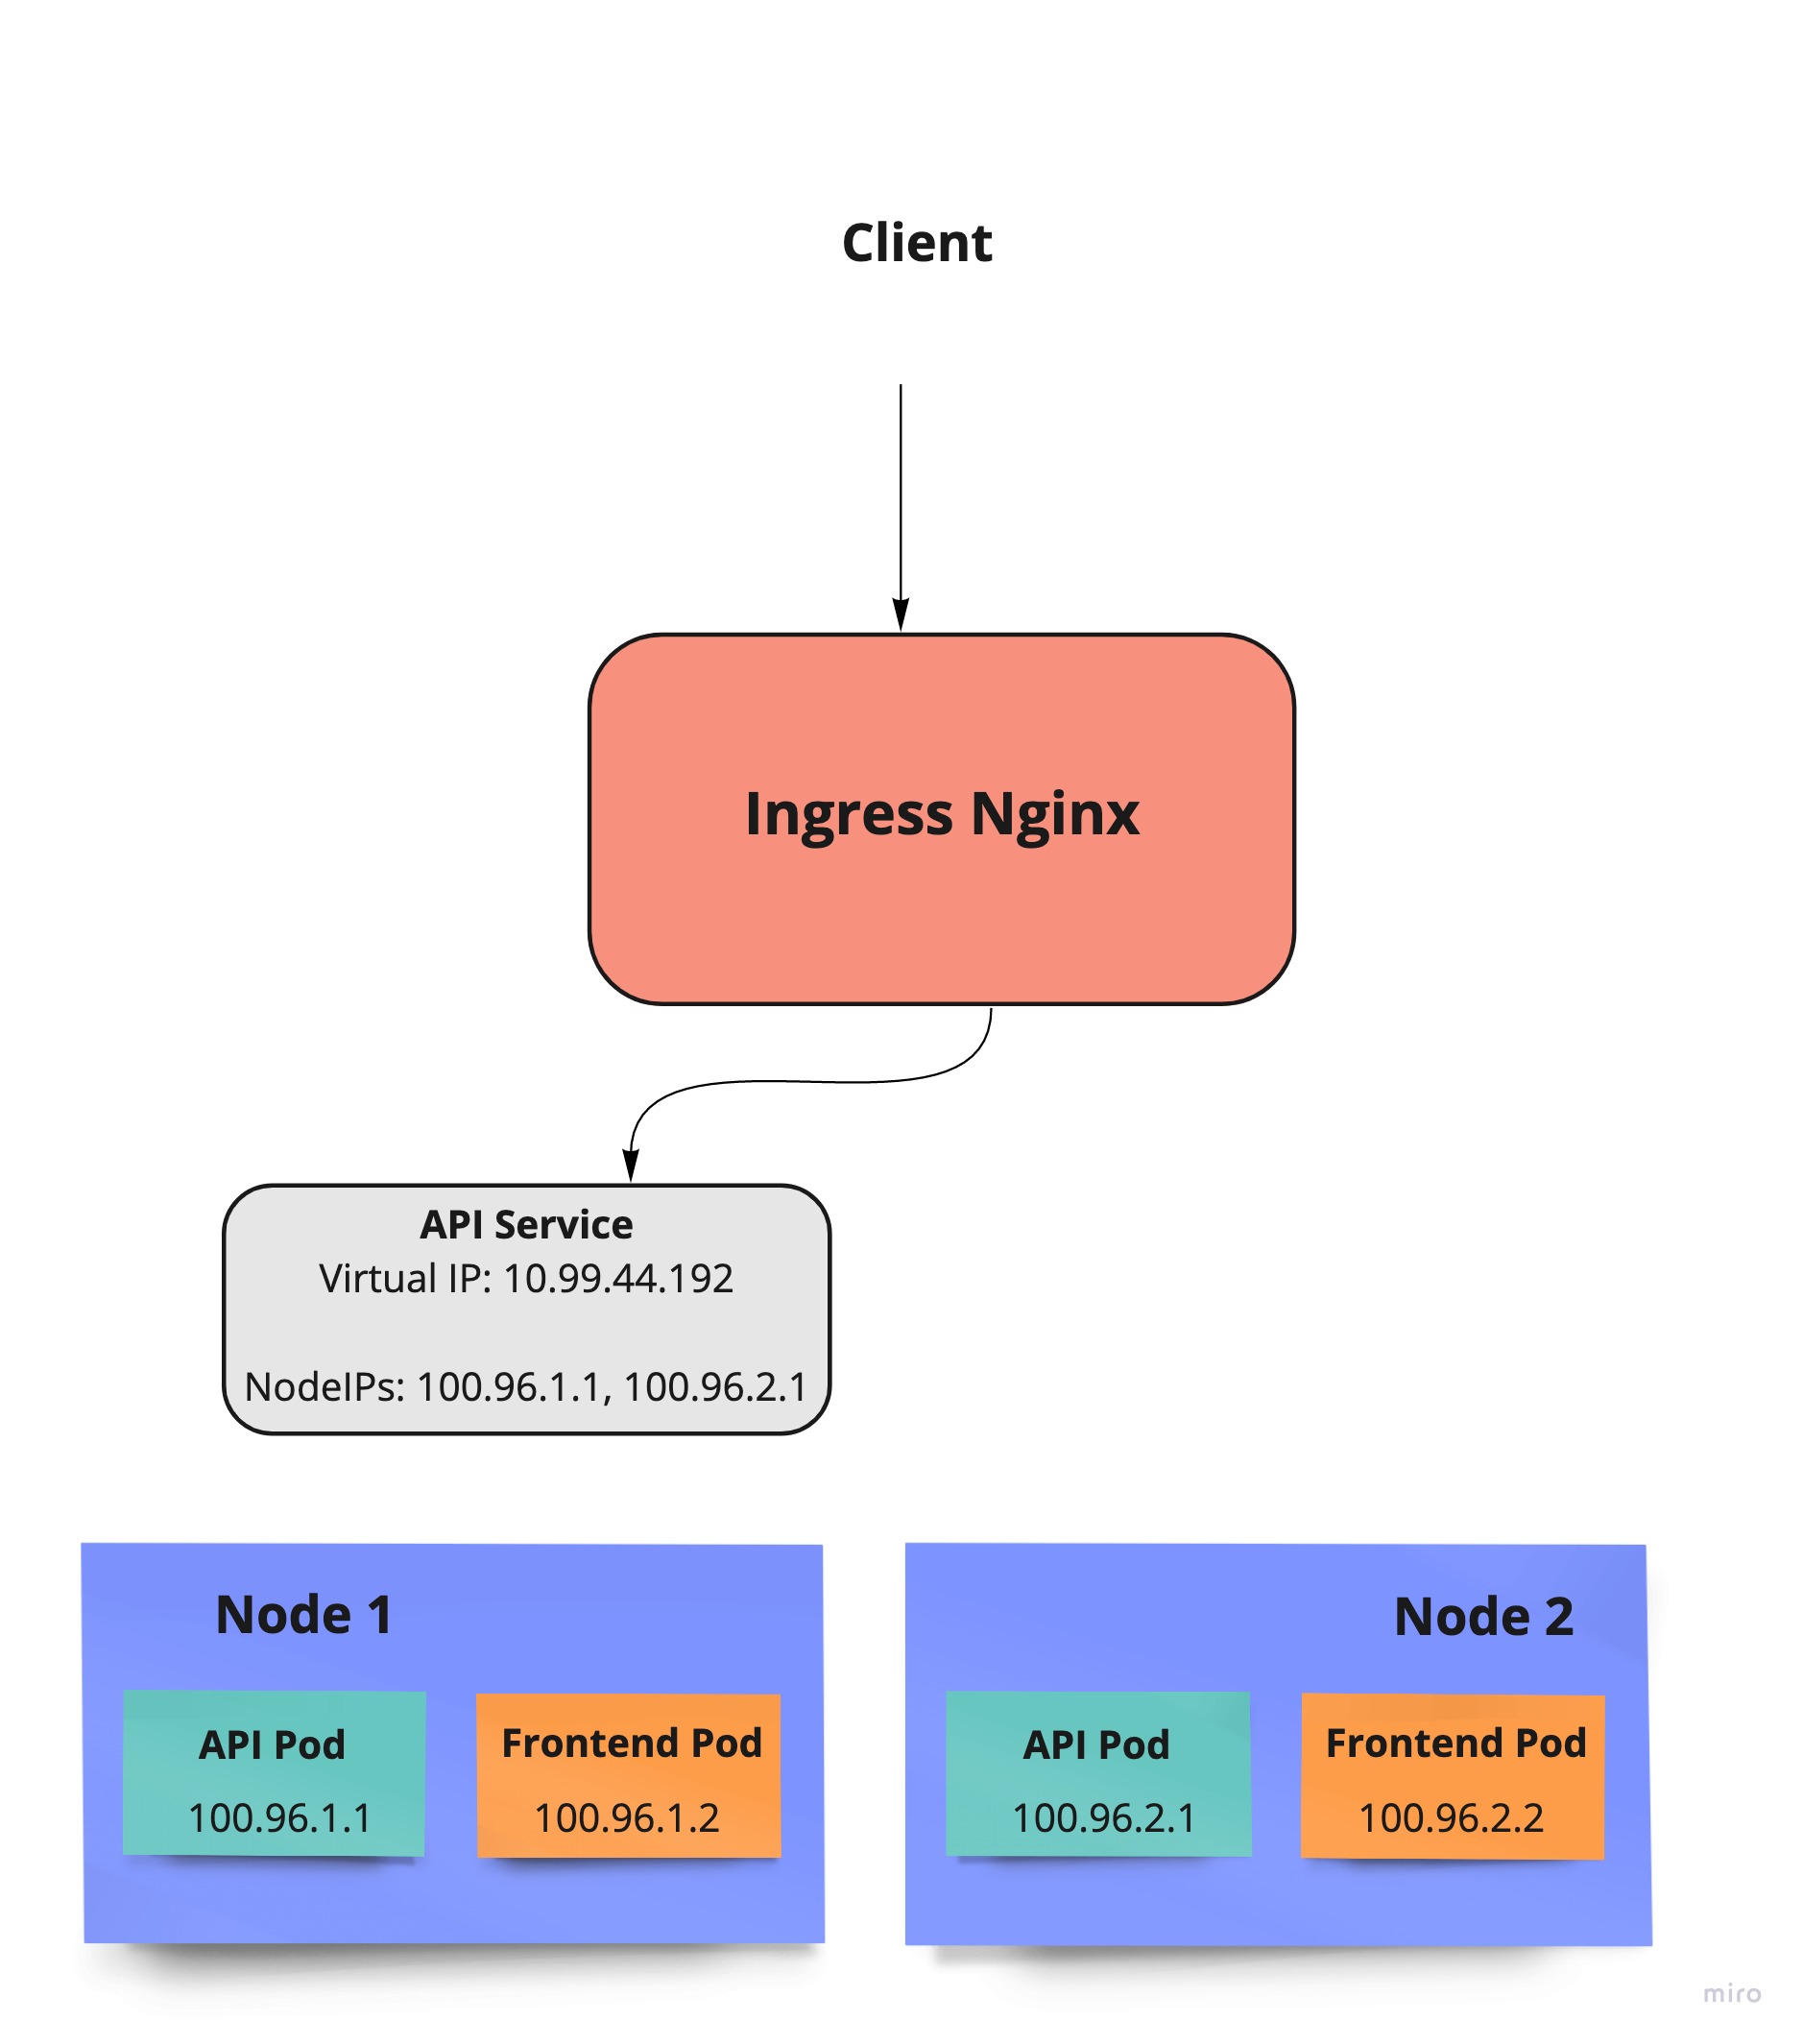 Client
Ingress Nginx
API Service
Virtual IP: 10.99.44.192
NodeIPs: 100.96.1.1, 100.96.2.1
Node 1
API Pod
100.96.1.1
Frontend Pod
100.96.1.2
Node 2
API Pod
100.96.2.1
Frontend Pod
100.96.2.2
miro